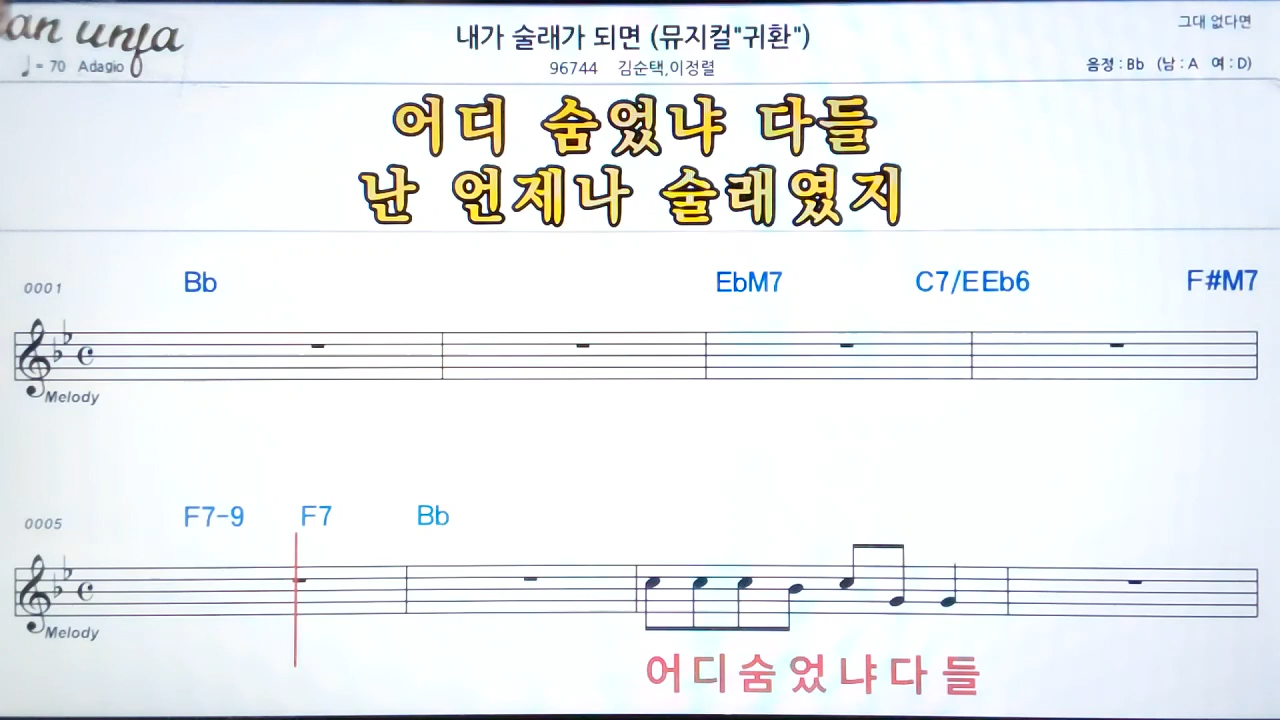 내가 술래가 되면 (뮤지컬"귀환")
그대 없다면
♩= 70 Adagio
96744 김순택,이정렬
음정 : Bb (남 : A 여 : D)
어디 숨었냐 다들
난 언제나 술래였지
0001 Bb EbM7 C7/EEb6 F#M7
Melody
0005 F7-9 F7 Bb
Melody
어디숨었냐다들